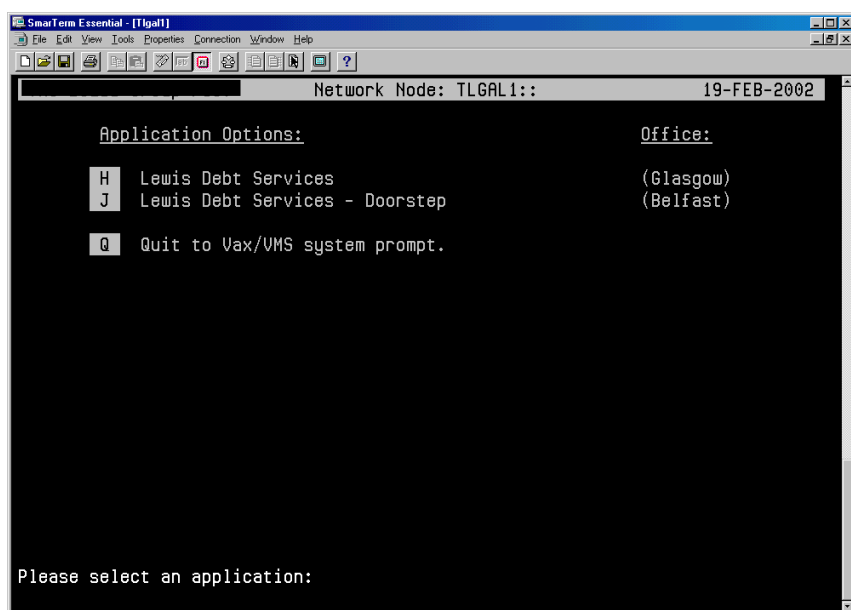 SmarTerm Essential - [Tlgal1]
File Edit View Tools Properties Connection Window Help
Network Node: TLGAL1:: 19-FEB-2002
Application Options: Office:
H Lewis Debt Services (Glasgow)
J Lewis Debt Services - Doorstep (Belfast)
Q Quit to Vax/VMS system prompt.
Please select an application: